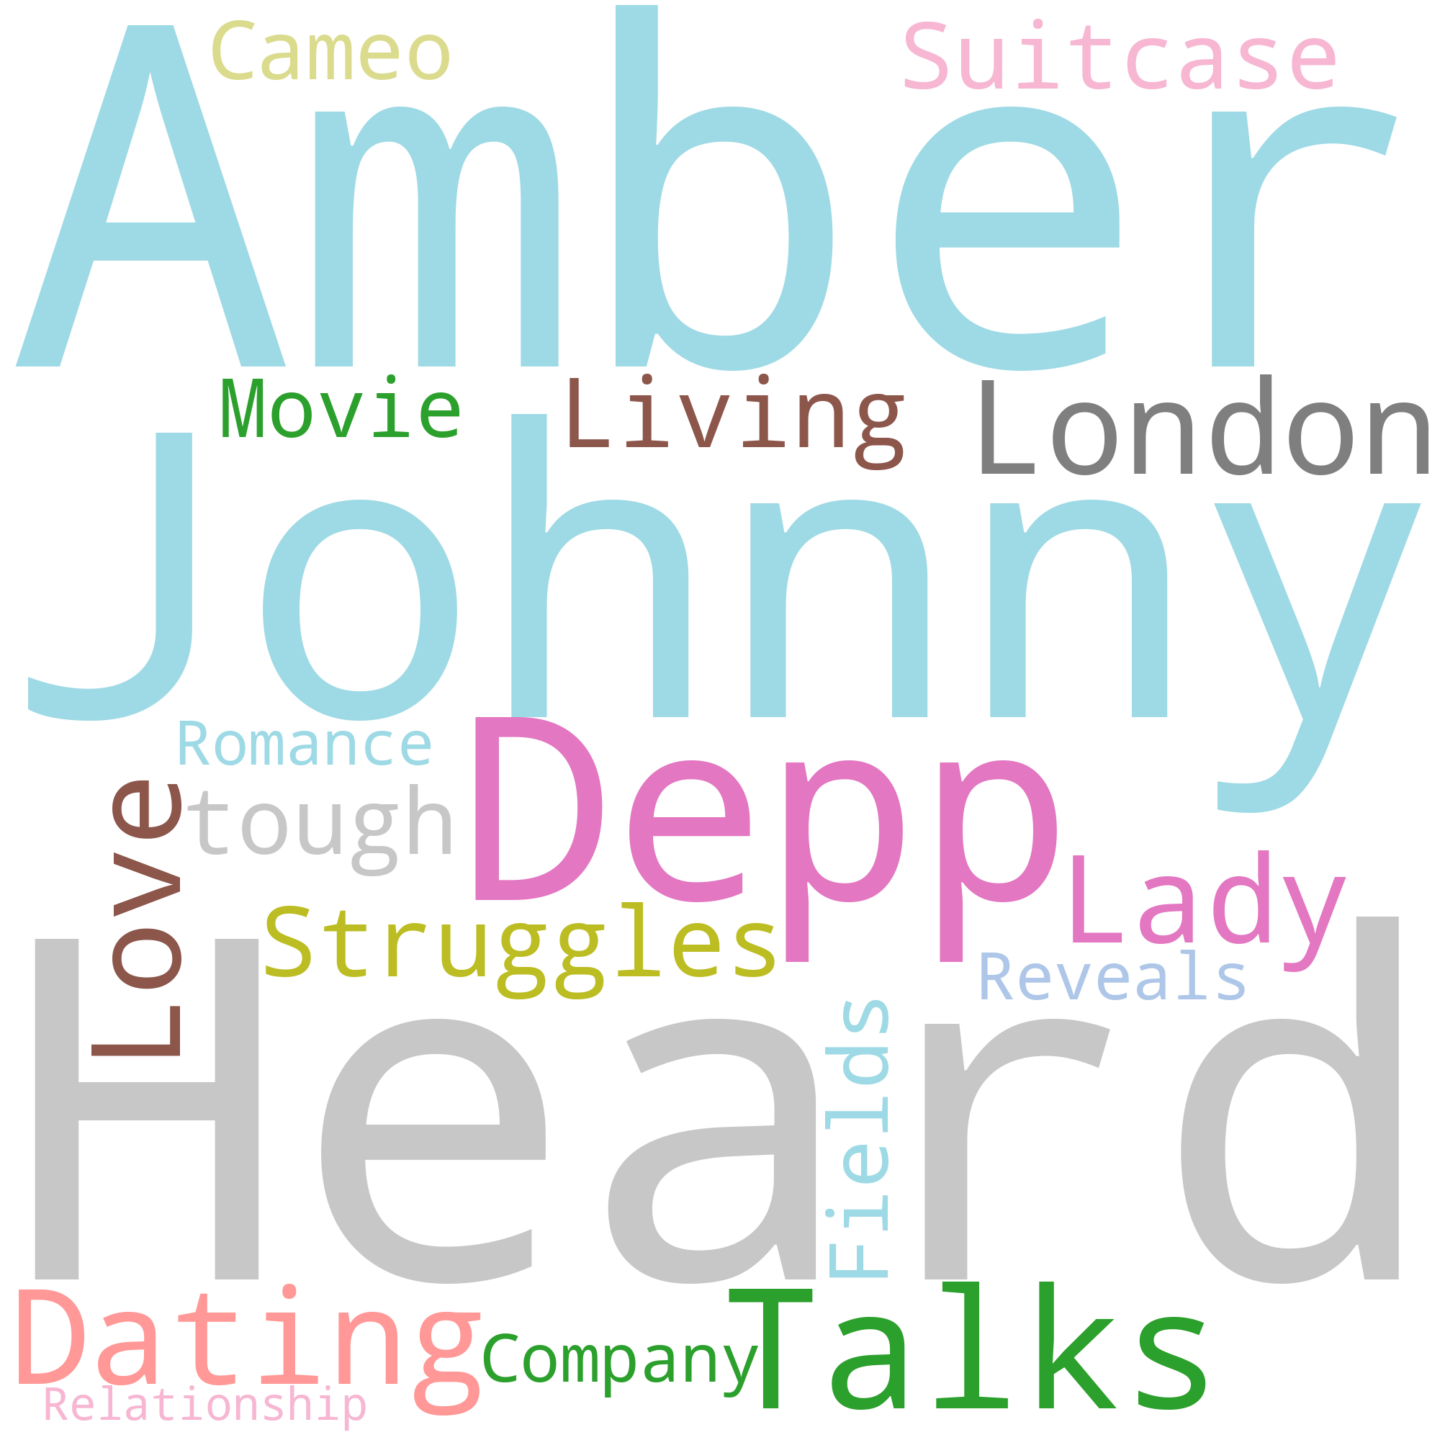 Cameo
Suitcase
Amber
Movie
Living
London
Johnny
Romance
Depp
Love
tough
Lady
Struggles
Reveals
Heard
Fields
Dating
Talks
Company
Relationship